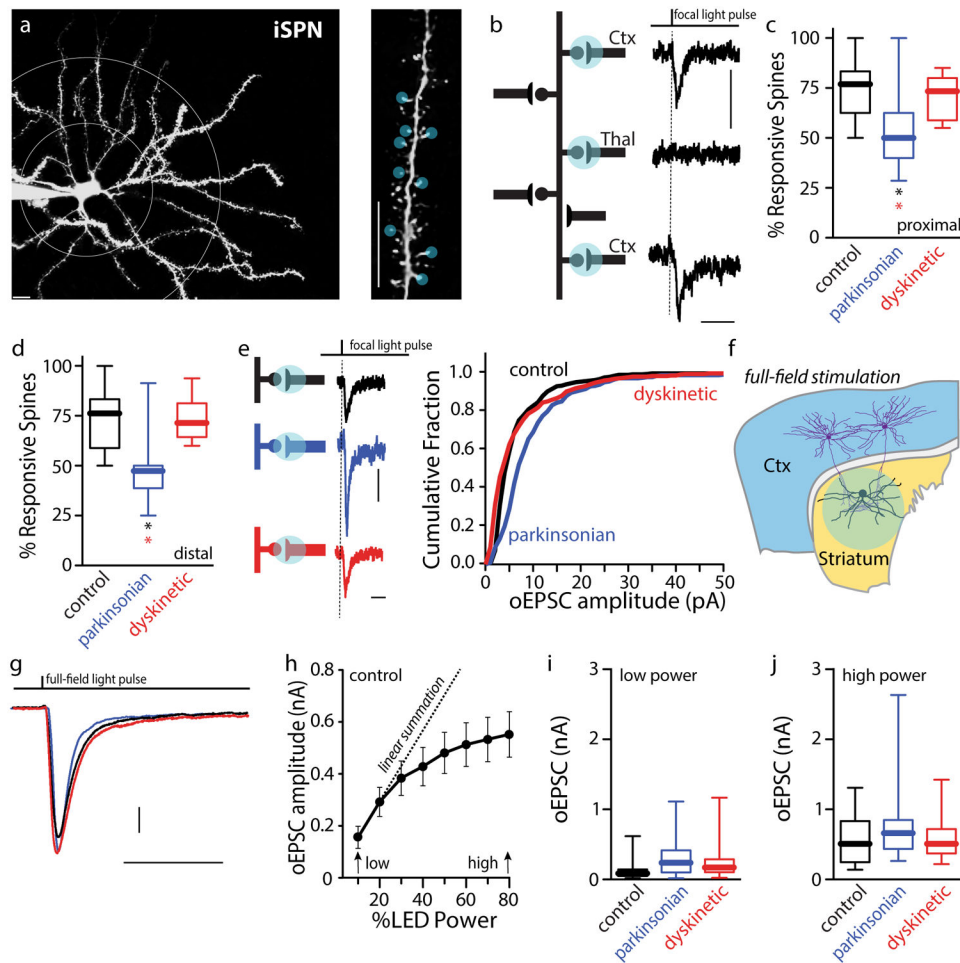 a
iSPN
b
focal light pulse
Ctx
Thal
Ctx
c
% Responsive Spines
100
75
50
25
0
*
*
proximal
control
parkinsonian
dyskinetic
d
% Responsive Spines
100
75
50
25
0
*
*
distal
control
parkinsonian
dyskinetic
e
focal light pulse
Cumulative Fraction
1.0
0.8
0.6
0.4
0.2
0.0
control
dyskinetic
parkinsonian
0 10 20 30 40 50
oEPSC amplitude (pA)
f
full-field stimulation
Ctx
Striatum
g
full-field light pulse
h
control
oEPSC amplitude (nA)
0.8
0.6
0.4
0.2
0
linear summation
low
high
20 40 60 80
%LED Power
i
low power
oEPSC (nA)
3
2
1
0
control
parkinsonian
dyskinetic
j
high power
oEPSC (nA)
3
2
1
0
control
parkinsonian
dyskinetic